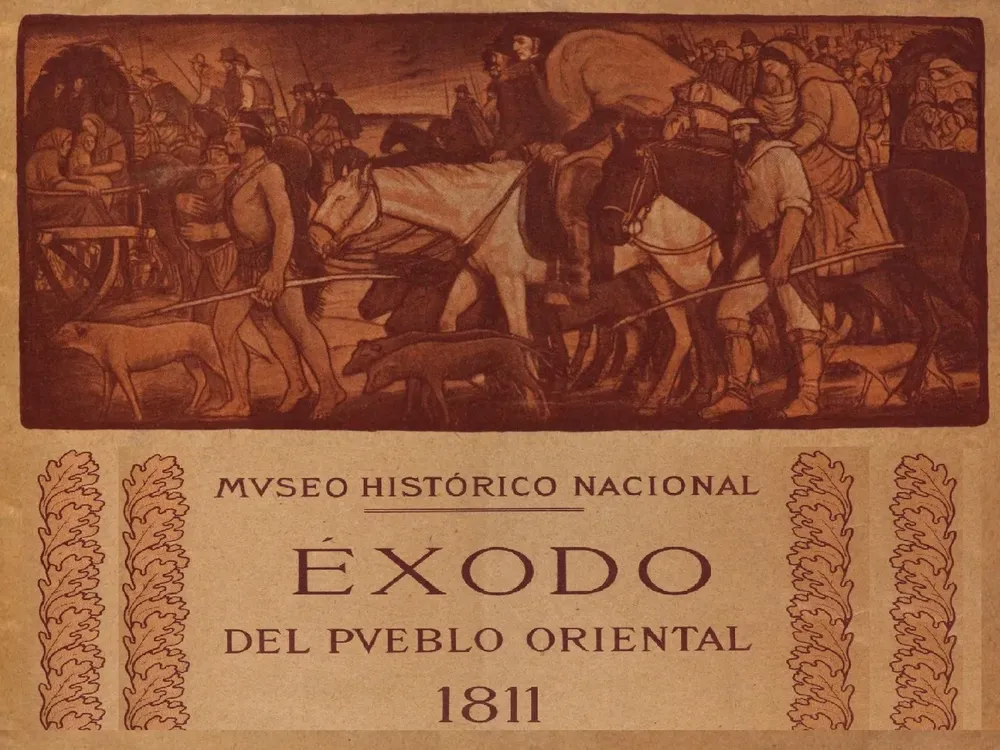 MVSEO HISTÓRICO NACIONAL
ÉXODO
DEL PVEBLO ORIENTAL
1811